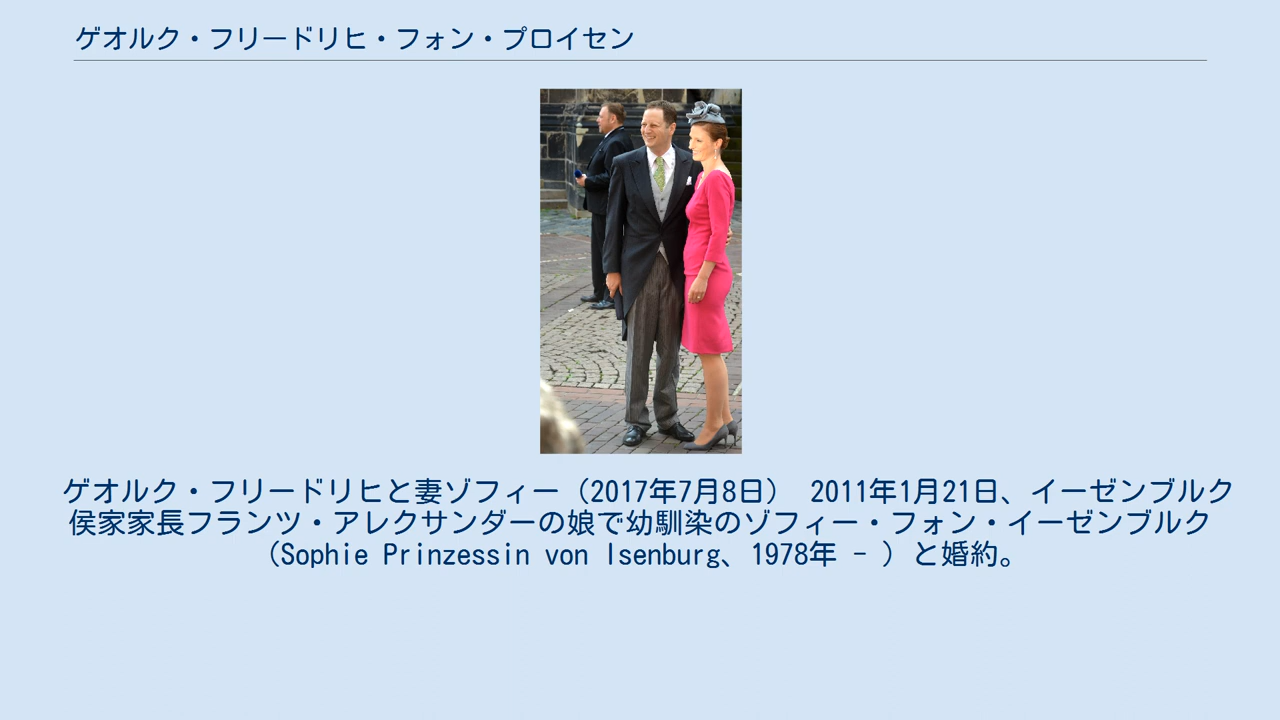 ゲオルク・フリードリヒ・フォン・プロイセン
ゲオルク・フリードリヒと妻ゾフィー（2017年7月8日） 2011年1月21日、イーゼンブルク
侯家家長フランツ・アレクサンダーの娘で幼馴染のゾフィー・フォン・イーゼンブルク
（Sophie Prinzessin von Isenburg、1978年 - ）と婚約。